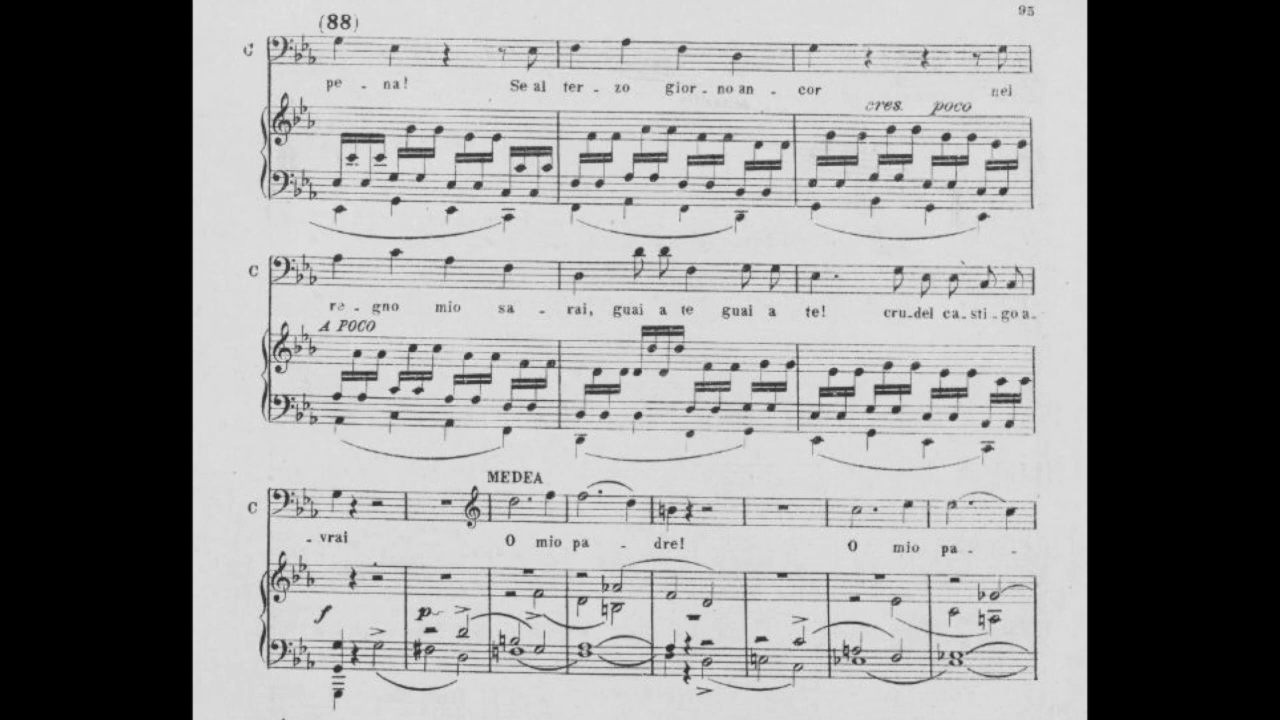 95
(88)
C
pe - na! Se al ter - zo gior - no an - cor nel
cres. poco
C
re - gno mio sa - rai, guai a te guai a te! cru - del ca - sti - go a -
A POCO
MEDEA
C
- vrai O mio pa - dre! O mio pa - -
f p